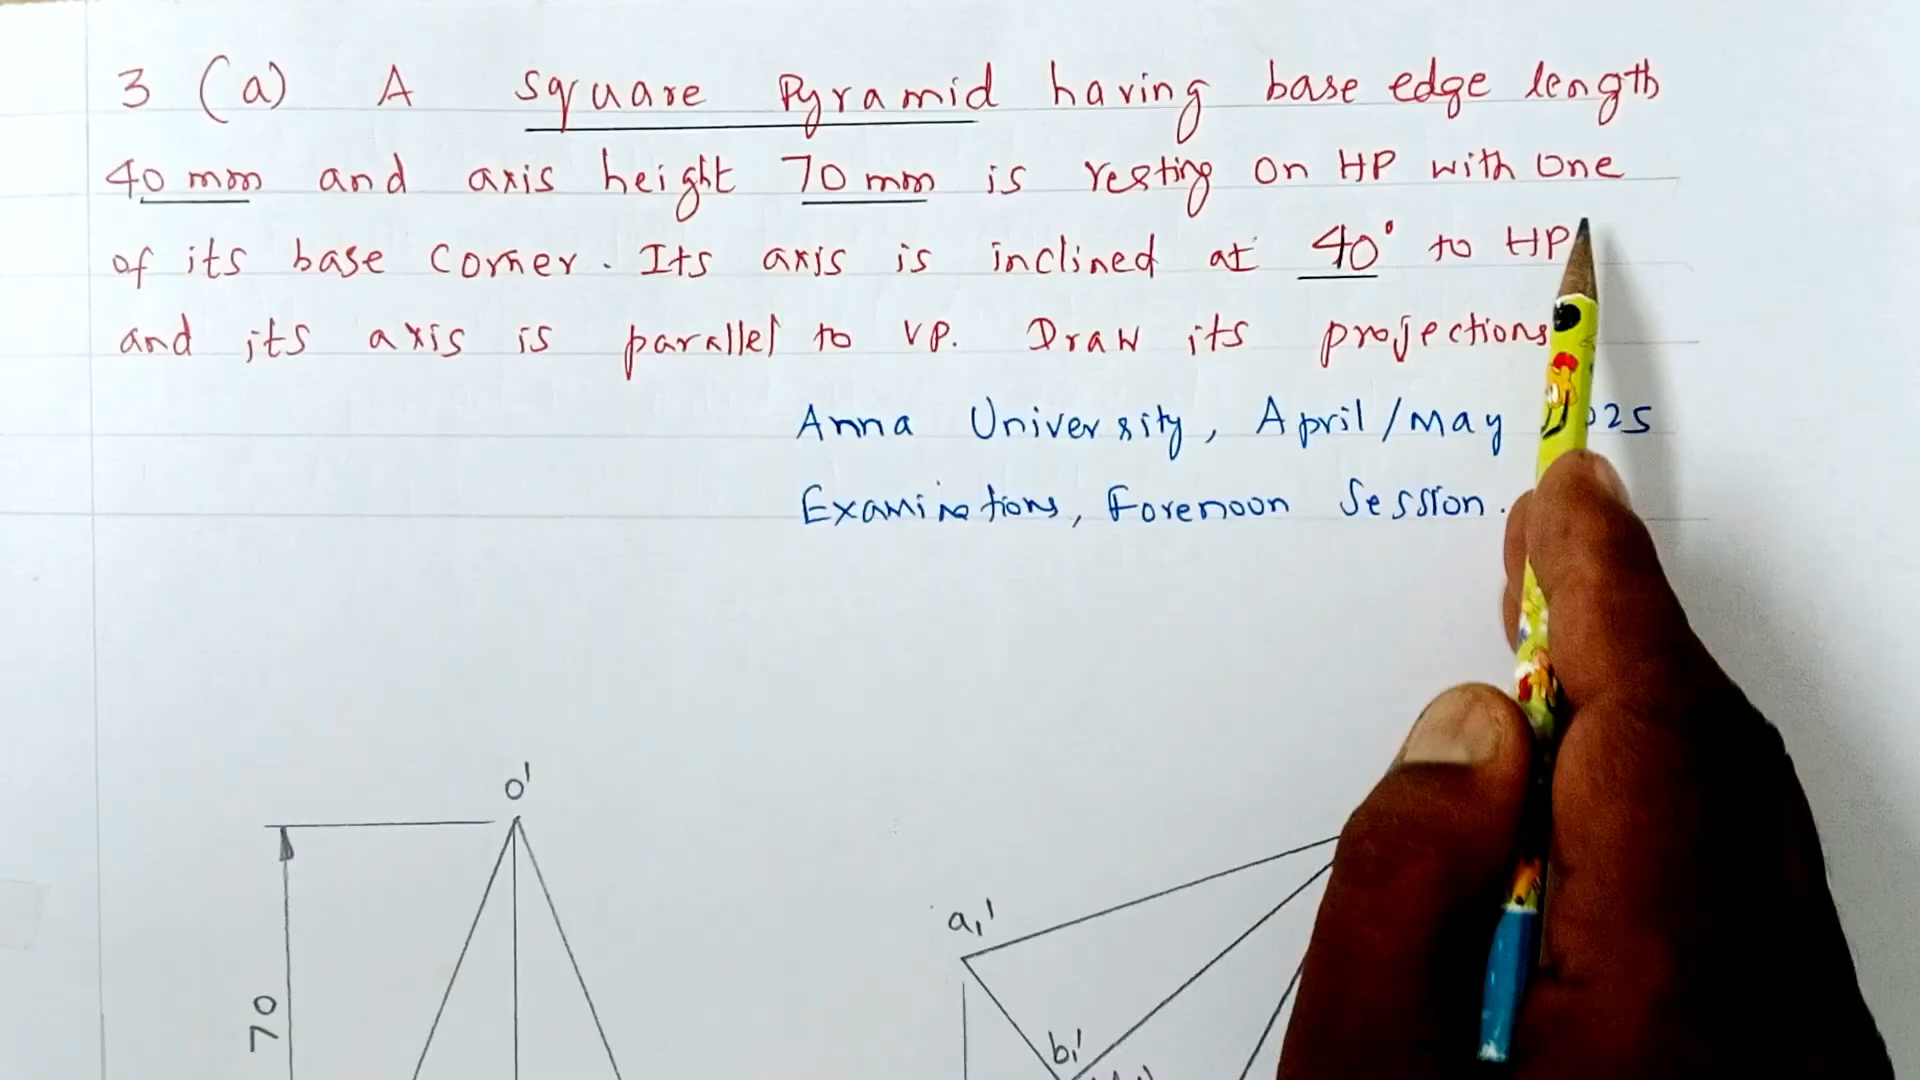 3 (a) A square Pyramid having base edge length
40 mm and axis height 70 mm is resting on HP with one
of its base corner. Its axis is inclined at 40° to HP
and its axis is parallel to VP. Draw its projections
Anna University, April/May 025
Examinations, Forenoon Session.
o'
a₁'
70
b₁'